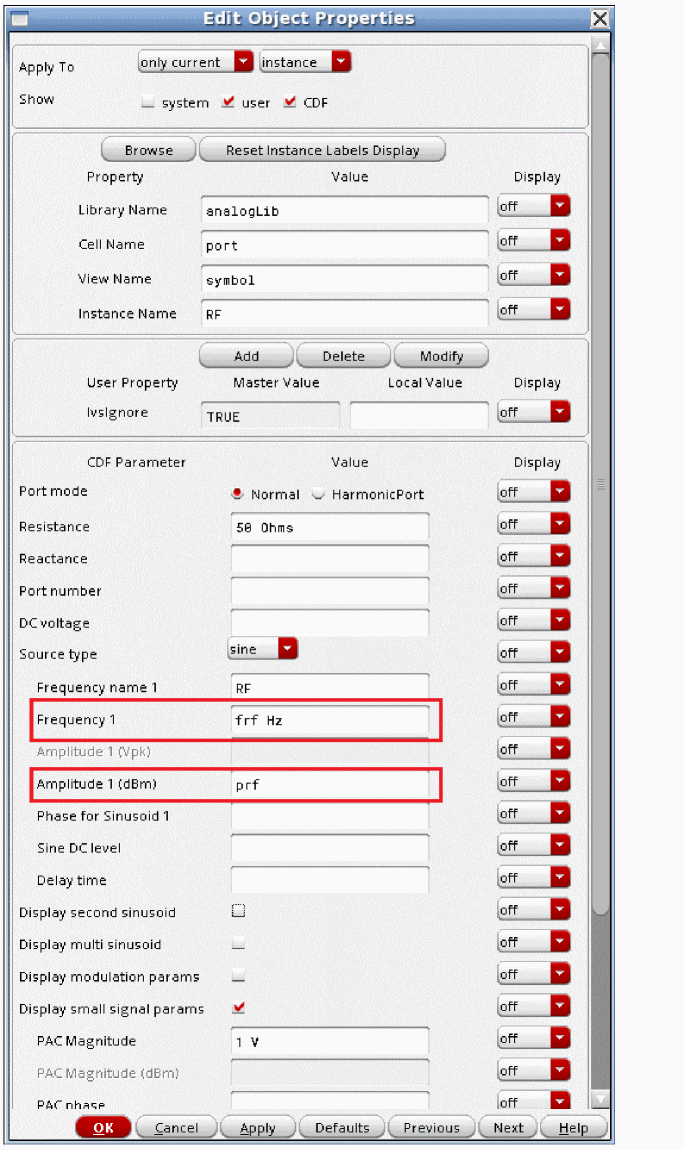 Edit Object Properties
Apply To only current instance
Show system user CDF
Browse Reset Instance Labels Display
Property Value Display
Library Name analogLib off
Cell Name port off
View Name symbol off
Instance Name RF off
Add Delete Modify
User Property Master Value Local Value Display
lvsIgnore TRUE off
CDF Parameter Value Display
Port mode Normal HarmonicPort off
Resistance 50 Ohms off
Reactance off
Port number off
DC voltage off
Source type sine off
Frequency name 1 RF off
Frequency 1 frf Hz off
Amplitude 1 (Vpk) off
Amplitude 1 (dBm) prf off
Phase for Sinusoid 1 off
Sine DC level off
Delay time off
Display second sinusoid off
Display multi sinusoid off
Display modulation params off
Display small signal params off
PAC Magnitude 1 V off
PAC Magnitude (dBm) off
PAC phase off
OK Cancel Apply Defaults Previous Next Help